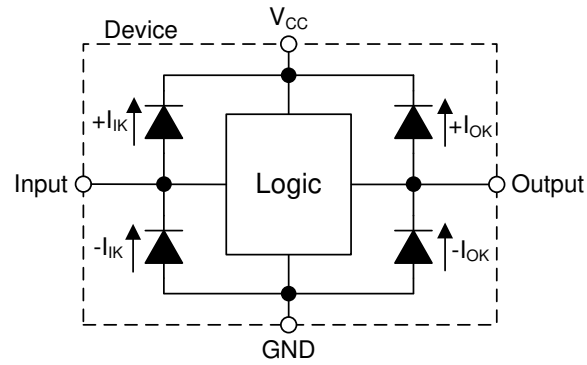 Device
VCC
+IIK
+IOK
Input
Logic
Output
-IIK
-IOK
GND